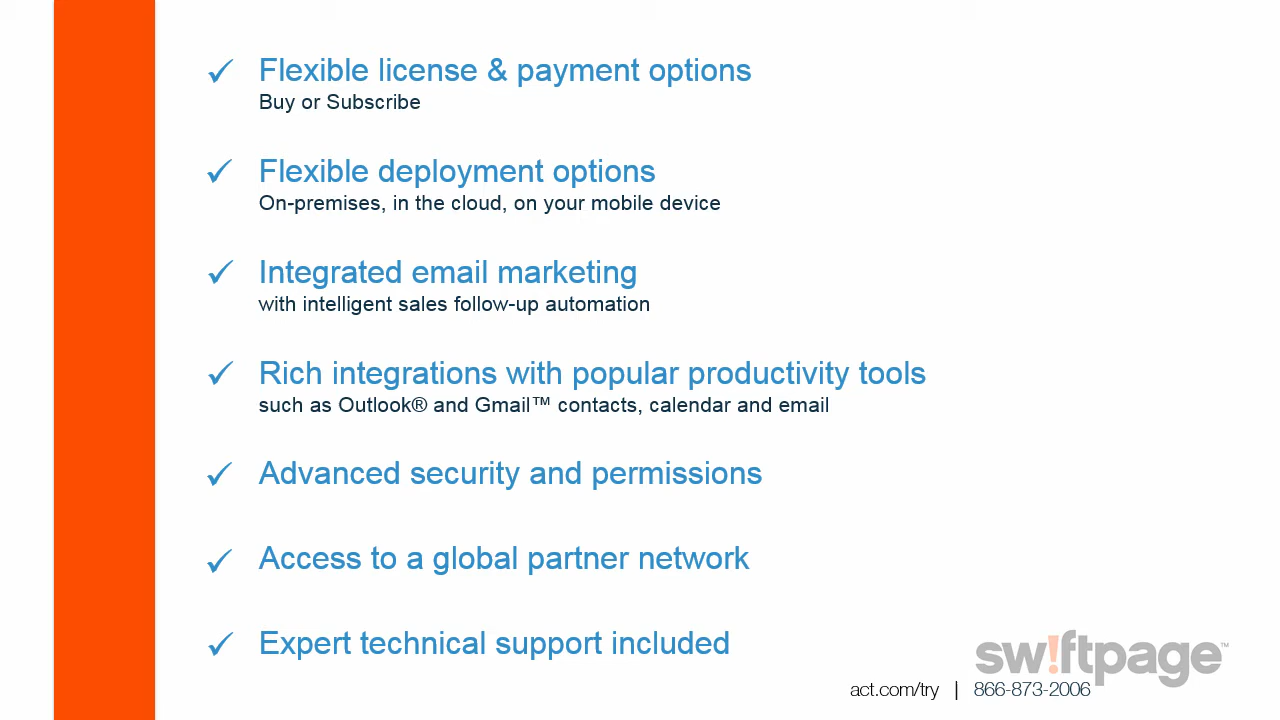 Flexible license & payment options
Buy or Subscribe
Flexible deployment options
On-premises, in the cloud, on your mobile device
Integrated email marketing
with intelligent sales follow-up automation
Rich integrations with popular productivity tools
such as Outlook® and Gmail™ contacts, calendar and email
Advanced security and permissions
Access to a global partner network
Expert technical support included
sw!ftpage™
act.com/try | 866-873-2006